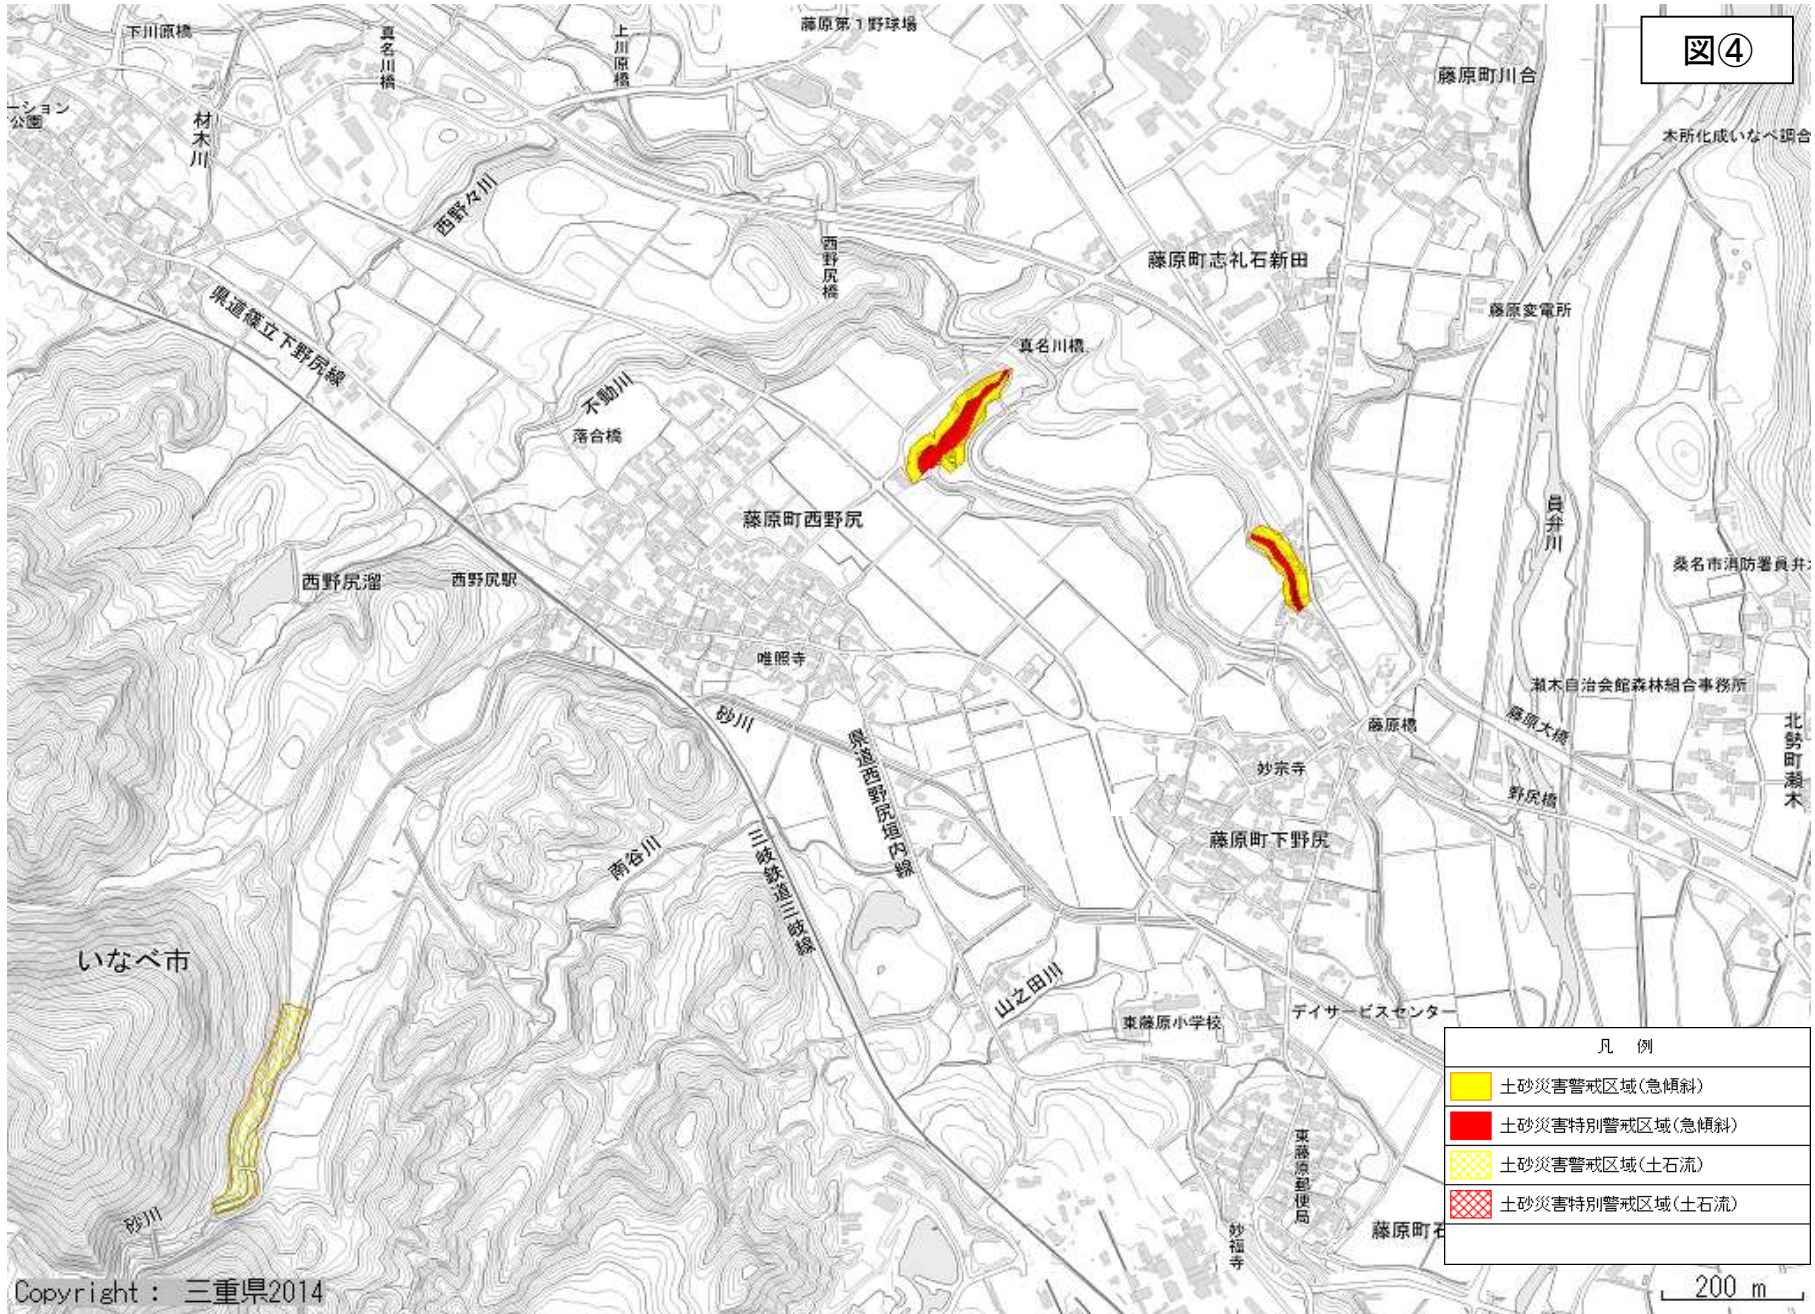 下川原橋
真名川橋
上川原橋
藤原第1野球場
図④
藤原町川合
ーション
公園
材木川
木所化成いなべ調合
西野々川
西野尻橋
藤原町志礼石新田
県道篠立下野尻線
藤原変電所
真名川橋
不動川
落合橋
藤原町西野尻
員弁川
西野尻溜
西野尻駅
桑名市消防署員弁
唯照寺
瀬木自治会館森林組合事務所
砂川
藤原橋
藤原大橋
北勢町瀬木
県道西野尻垣内線
妙宗寺
野尻橋
藤原町下野尻
南谷川
三岐鉄道三岐線
いなべ市
山之田川
東藤原小学校
デイサービスセンター
凡 例
土砂災害警戒区域(急傾斜)
土砂災害特別警戒区域(急傾斜)
土砂災害警戒区域(土石流)
土砂災害特別警戒区域(土石流)
東藤原郵便局
砂川
妙福寺
藤原町石
Copyright : 三重県2014
200 m